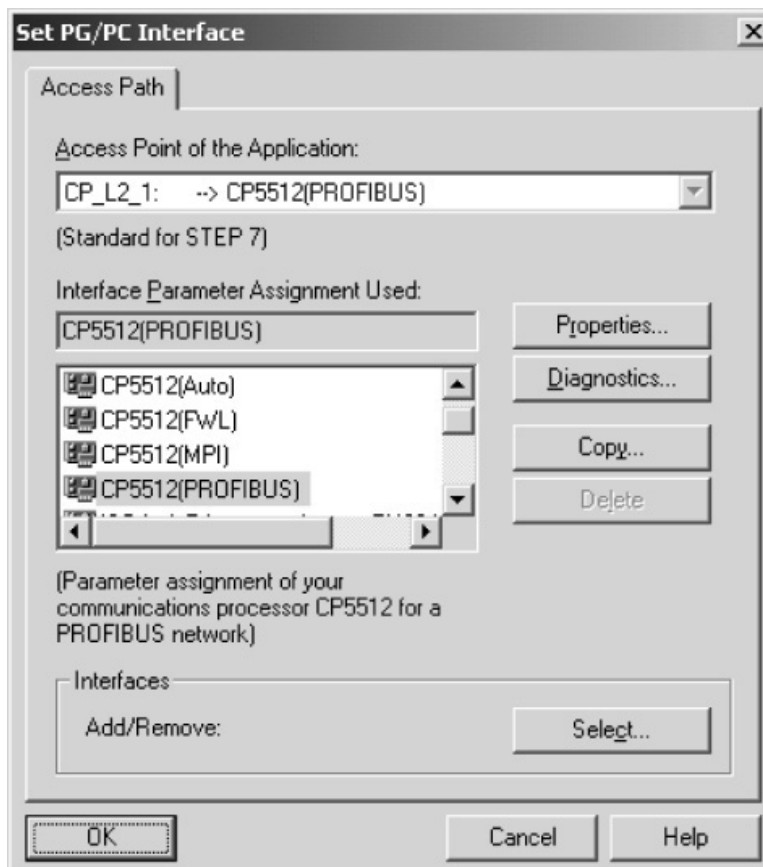 Set PG/PC Interface
Access Path
Access Point of the Application:
CP_L2_1: --> CP5512(PROFIBUS)
(Standard for STEP 7)
Interface Parameter Assignment Used:
CP5512(PROFIBUS)
Properties...
Diagnostics...
Copy...
Delete
CP5512(Auto)
CP5512(FWL)
CP5512(MPI)
CP5512(PROFIBUS)
(Parameter assignment of your
communications processor CP5512 for a
PROFIBUS network)
Interfaces
Add/Remove:
Select...
OK
Cancel
Help